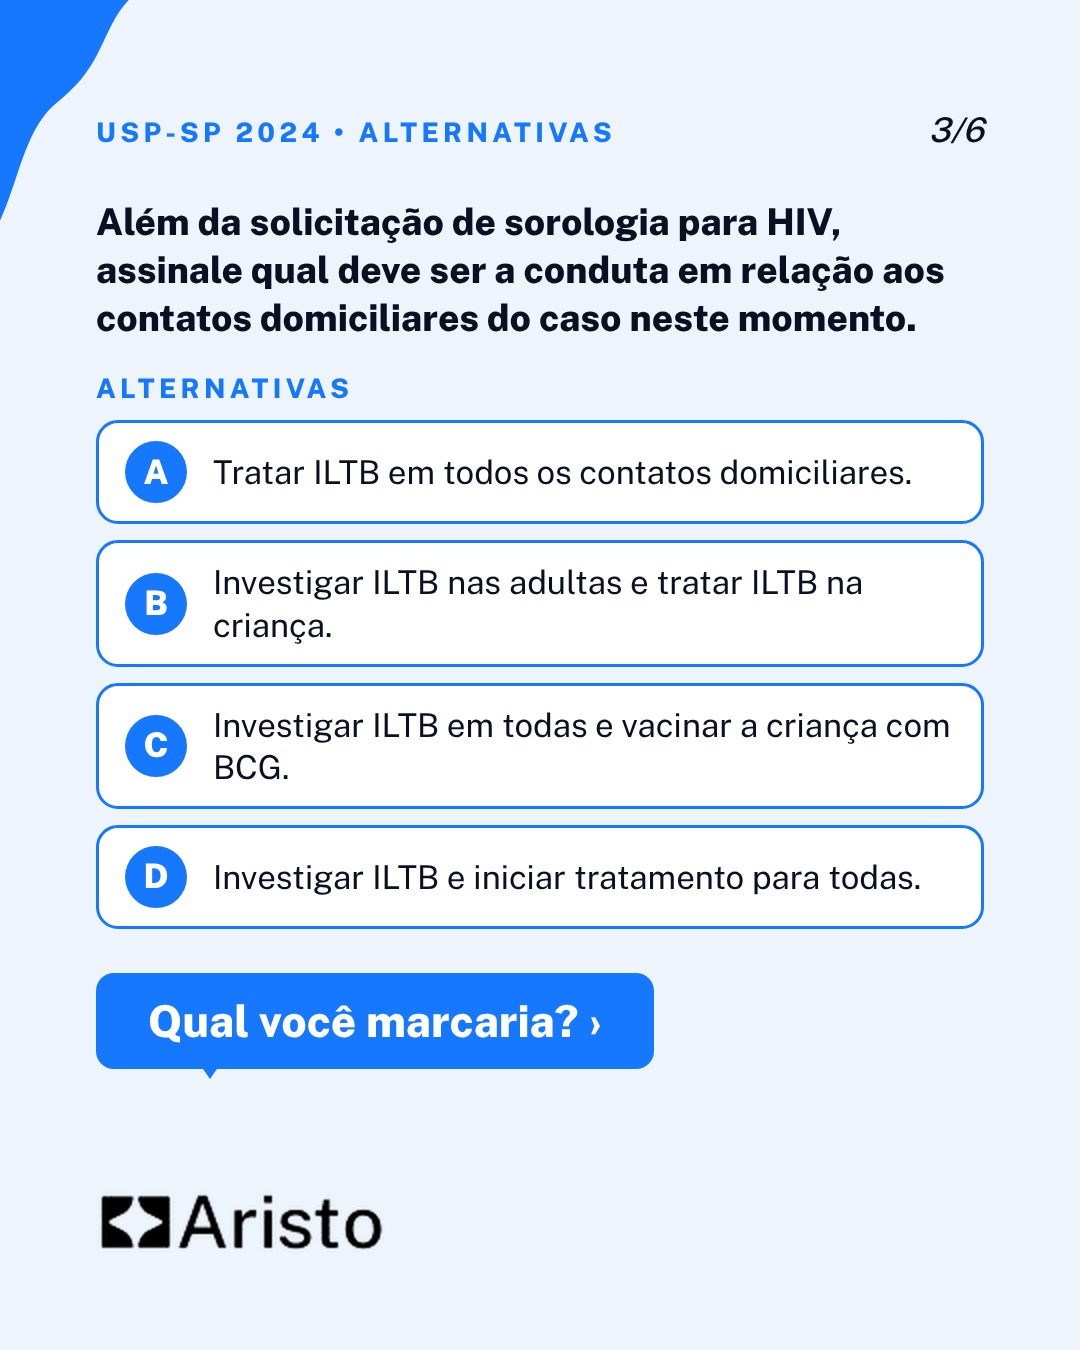 USP-SP 2024 • ALTERNATIVAS
3/6
Além da solicitação de sorologia para HIV,
assinale qual deve ser a conduta em relação aos
contatos domiciliares do caso neste momento.
ALTERNATIVAS
A Tratar ILTB em todos os contatos domiciliares.
B Investigar ILTB nas adultas e tratar ILTB na
criança.
C Investigar ILTB em todas e vacinar a criança com
BCG.
D Investigar ILTB e iniciar tratamento para todas.
Qual você marcaria? ›
Aristo